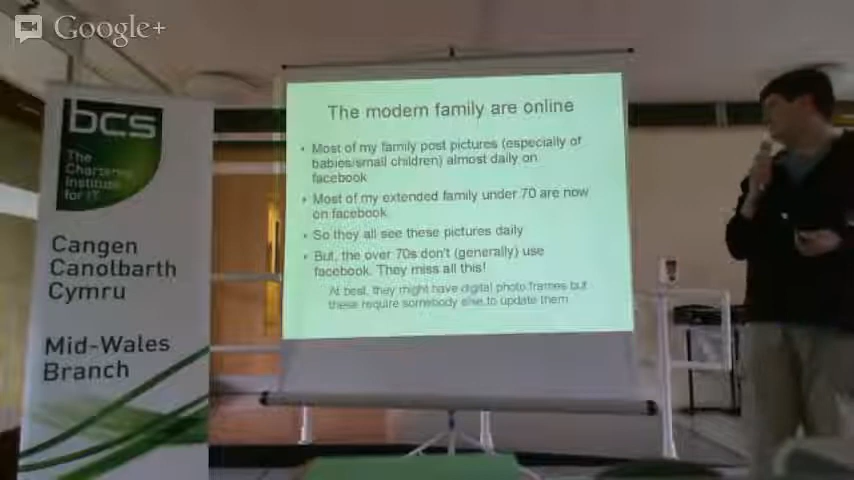 Google+
bcs
The
Chartered
Institute
for IT
Cangen
Canolbarth
Cymru
Mid-Wales
Branch
The modern family are online
• Most of my family post pictures (especially of
babies/small children) almost daily on
facebook
• Most of my extended family under 70 are now
on facebook
• So they all see these pictures daily
• But, the over 70s don't (generally) use
facebook. They miss all this!
At best, they might have digital photo frames but
these require somebody else to update them